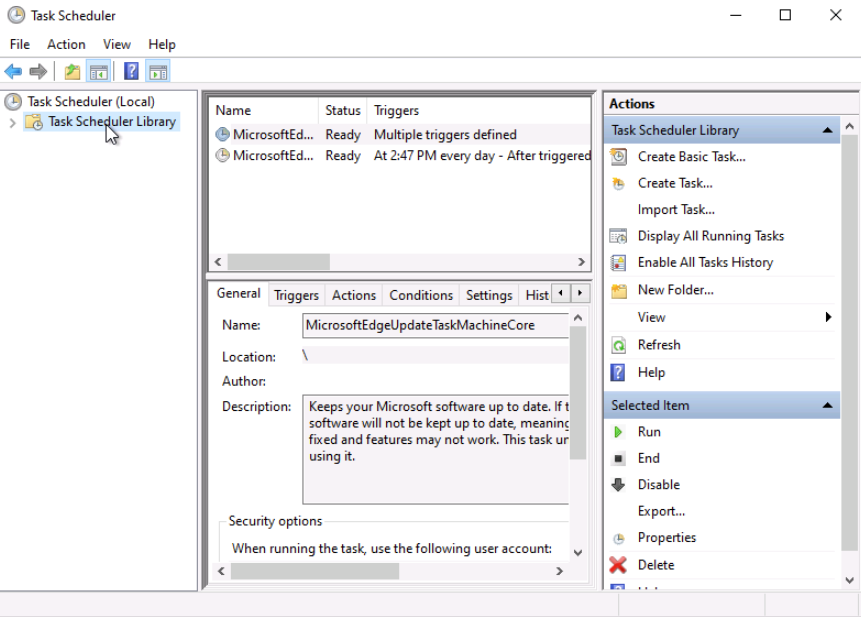 Task Scheduler
File Action View Help
Task Scheduler (Local)
Task Scheduler Library
Name Status Triggers
MicrosoftEd... Ready Multiple triggers defined
MicrosoftEd... Ready At 2:47 PM every day - After triggered
General Triggers Actions Conditions Settings Hist
Name: MicrosoftEdgeUpdateTaskMachineCore
Location: \
Author:
Description: Keeps your Microsoft software up to date. If t
software will not be kept up to date, meaning
fixed and features may not work. This task un
using it.
Security options
When running the task, use the following user account:
Actions
Task Scheduler Library
Create Basic Task...
Create Task...
Import Task...
Display All Running Tasks
Enable All Tasks History
New Folder...
View
Refresh
Help
Selected Item
Run
End
Disable
Export...
Properties
Delete